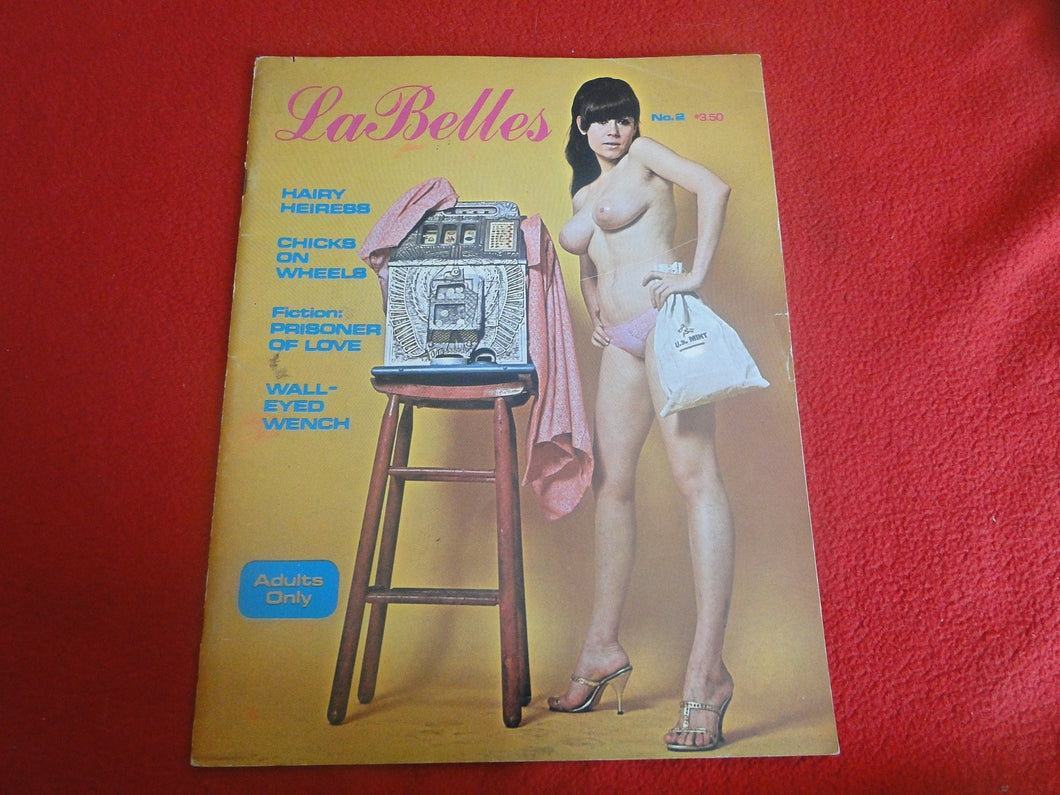 LaBelles
No.2 $3.50
HAIRY
HEIRESS
CHICKS
ON
WHEELS
Fiction:
PRISONER
OF LOVE
WALL-
EYED
WENCH
U.S. MINT
Adults
Only